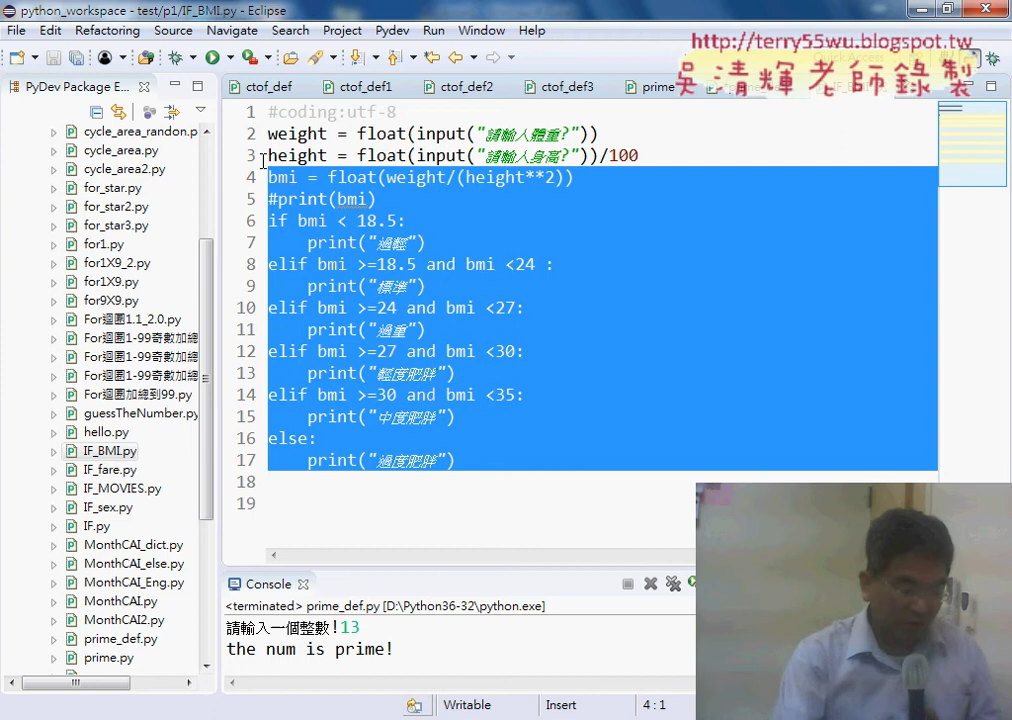 python_workspace - test/p1/IF_BMI.py - Eclipse
File Edit Refactoring Source Navigate Search Project Pydev Run Window Help
http://terry55wu.blogspot.tw
吳清輝老師錄製
PyDev Package E...
ctof_def
ctof_def1
ctof_def2
ctof_def3
prime
cycle_area_randon.p
cycle_area.py
cycle_area2.py
for_star.py
for_star2.py
for_star3.py
for1.py
for1X9_2.py
for1X9.py
for9X9.py
For迴圈1.1_2.0.py
For迴圈1-99奇數加總
For迴圈1-99奇數加總
For迴圈1-99奇數加總
For迴圈加總到99.py
guessTheNumber.py
hello.py
IF_BMI.py
IF_fare.py
IF_MOVIES.py
IF_sex.py
IF.py
MonthCAI_dict.py
MonthCAI_else.py
MonthCAI_Eng.py
MonthCAI.py
MonthCAI2.py
prime_def.py
prime.py
1 #coding:utf-8
2 weight = float(input("請輸入體重?"))
3 height = float(input("請輸入身高?"))/100
4 bmi = float(weight/(height**2))
5 #print(bmi)
6 if bmi < 18.5:
7 print("過輕")
8 elif bmi >=18.5 and bmi <24 :
9 print("標準")
10 elif bmi >=24 and bmi <27:
11 print("過重")
12 elif bmi >=27 and bmi <30:
13 print("輕度肥胖")
14 elif bmi >=30 and bmi <35:
15 print("中度肥胖")
16 else:
17 print("過度肥胖")
18
19
Console
<terminated> prime_def.py [D:\Python36-32\python.exe]
請輸入一個整數!13
the num is prime!
Writable Insert 4 : 1